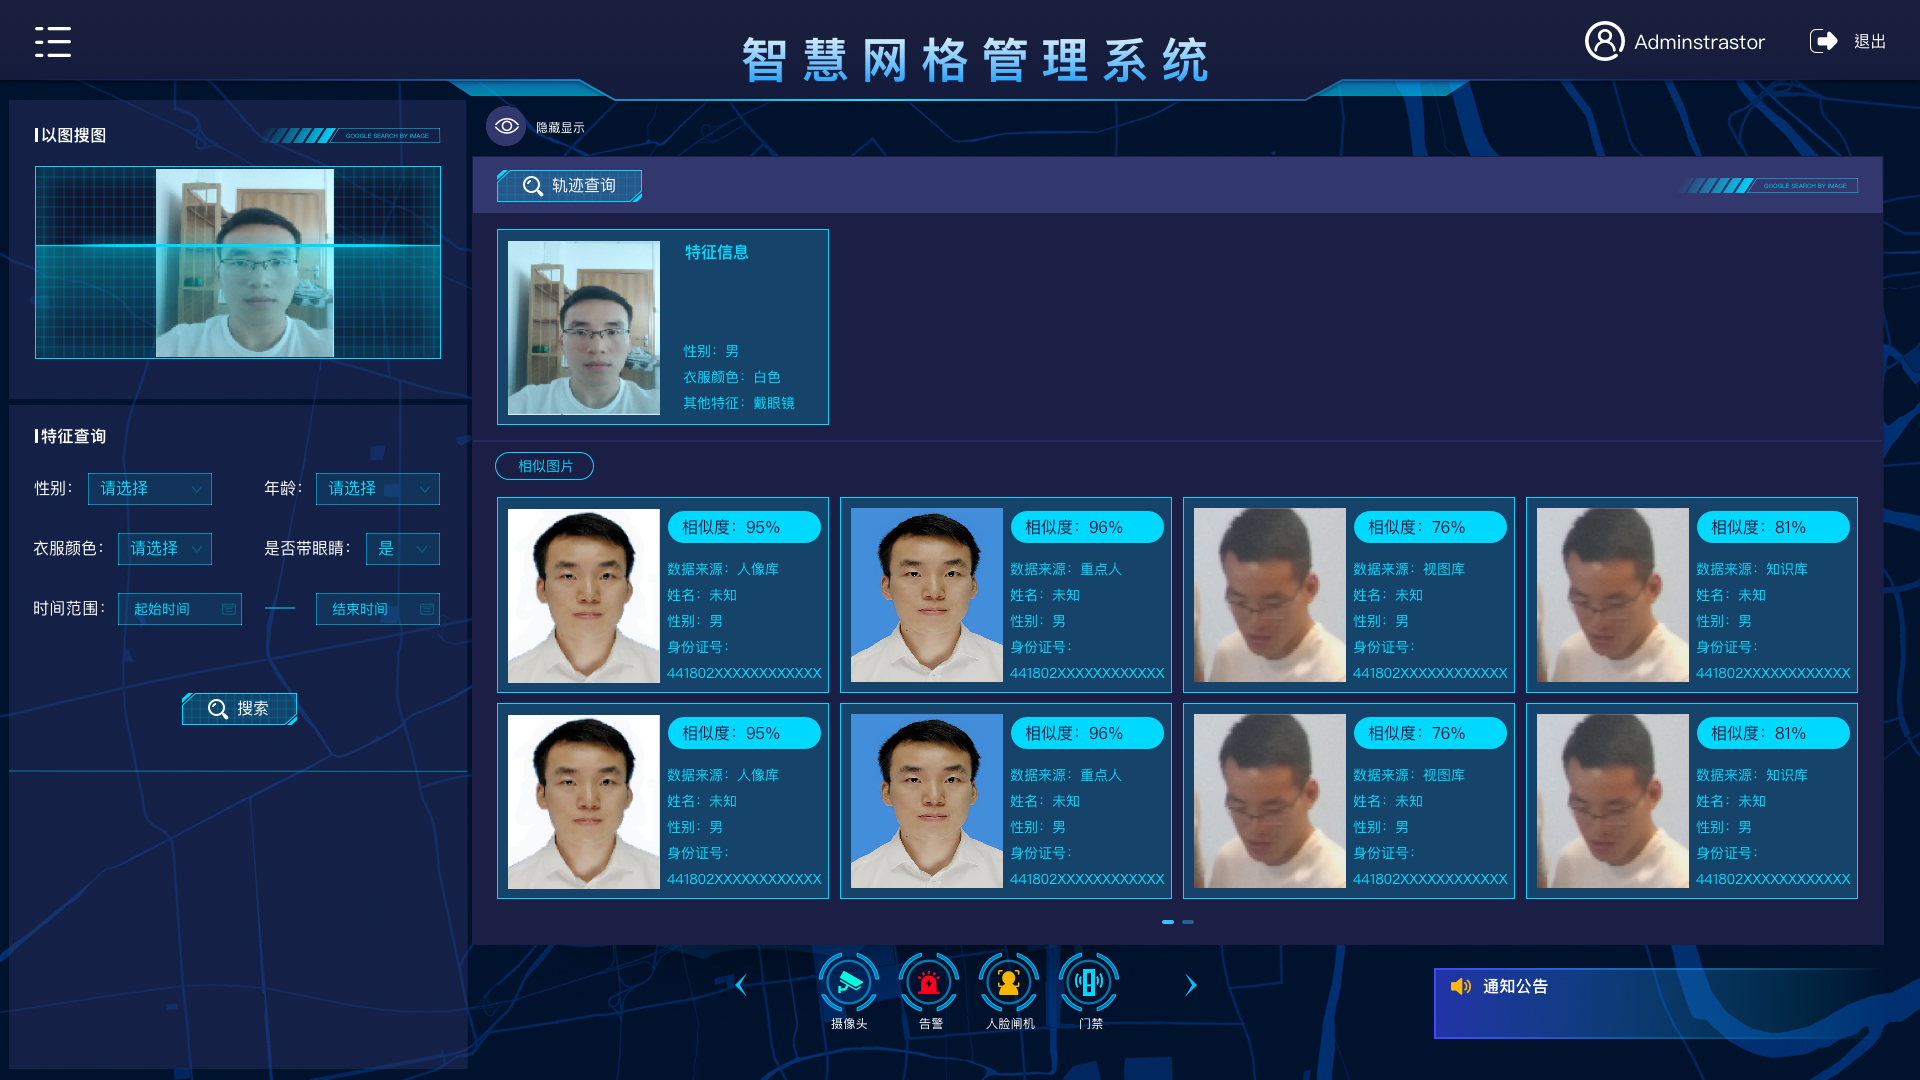 智慧网格管理系统
Adminstrastor
退出
以图搜图
GOOGLE SEARCH BY IMAGE
隐藏显示
轨迹查询
GOOGLE SEARCH BY IMAGE
特征信息
性别：男
衣服颜色：白色
其他特征：戴眼镜
特征查询
性别：
请选择
年龄：
请选择
衣服颜色：
请选择
是否带眼睛：
是
时间范围：
起始时间
结束时间
搜索
相似图片
相似度：95%
数据来源：人像库
姓名：未知
性别：男
身份证号：
441802XXXXXXXXXXXX
相似度：96%
数据来源：重点人
姓名：未知
性别：男
身份证号：
441802XXXXXXXXXXXX
相似度：76%
数据来源：视图库
姓名：未知
性别：男
身份证号：
441802XXXXXXXXXXXX
相似度：81%
数据来源：知识库
姓名：未知
性别：男
身份证号：
441802XXXXXXXXXXXX
相似度：95%
数据来源：人像库
姓名：未知
性别：男
身份证号：
441802XXXXXXXXXXXX
相似度：96%
数据来源：重点人
姓名：未知
性别：男
身份证号：
441802XXXXXXXXXXXX
相似度：76%
数据来源：视图库
姓名：未知
性别：男
身份证号：
441802XXXXXXXXXXXX
相似度：81%
数据来源：知识库
姓名：未知
性别：男
身份证号：
441802XXXXXXXXXXXX
摄像头
告警
人脸闸机
门禁
通知公告